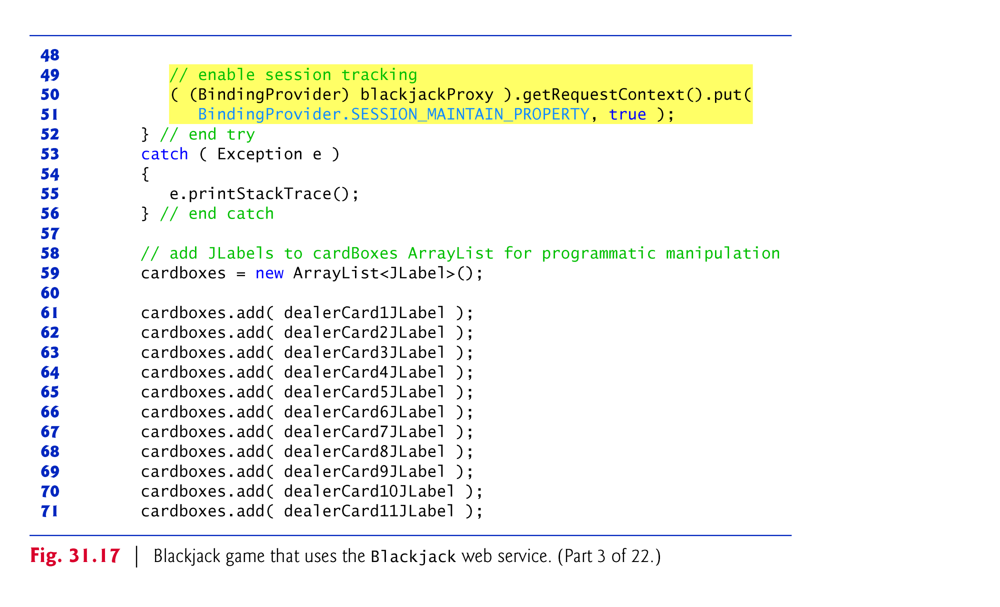 48
49 // enable session tracking
50 ( (BindingProvider) blackjackProxy ).getRequestContext().put(
51 BindingProvider.SESSION_MAINTAIN_PROPERTY, true );
52 } // end try
53 catch ( Exception e )
54 {
55 e.printStackTrace();
56 } // end catch
57
58 // add JLabels to cardBoxes ArrayList for programmatic manipulation
59 cardboxes = new ArrayList<JLabel>();
60
61 cardboxes.add( dealerCard1JLabel );
62 cardboxes.add( dealerCard2JLabel );
63 cardboxes.add( dealerCard3JLabel );
64 cardboxes.add( dealerCard4JLabel );
65 cardboxes.add( dealerCard5JLabel );
66 cardboxes.add( dealerCard6JLabel );
67 cardboxes.add( dealerCard7JLabel );
68 cardboxes.add( dealerCard8JLabel );
69 cardboxes.add( dealerCard9JLabel );
70 cardboxes.add( dealerCard10JLabel );
71 cardboxes.add( dealerCard11JLabel );
Fig. 31.17 | Blackjack game that uses the Blackjack web service. (Part 3 of 22.)